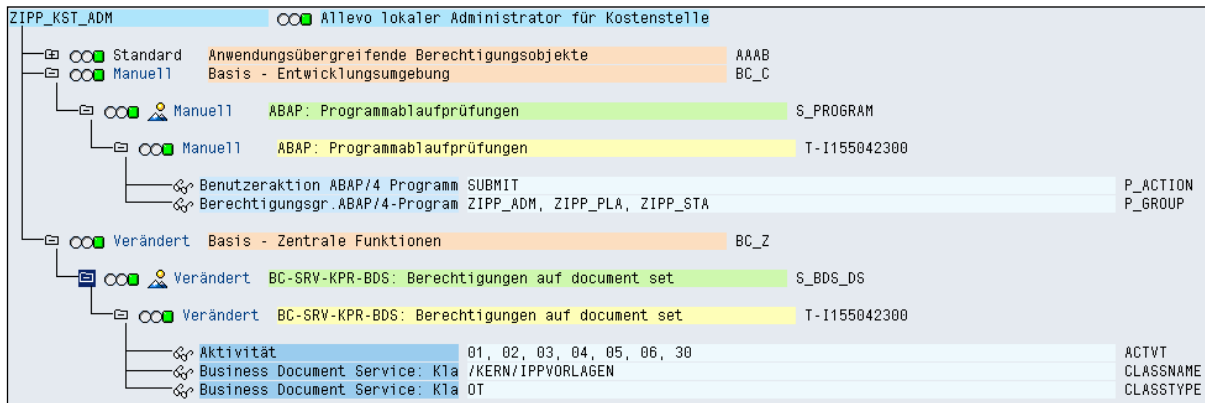 ZIPP_KST_ADM Allevo lokaler Administrator für Kostenstelle
Standard Anwendungsübergreifende Berechtigungsobjekte AAAB
Manuell Basis - Entwicklungsumgebung BC_C
Manuell ABAP: Programmablaufprüfungen S_PROGRAM
Manuell ABAP: Programmablaufprüfungen T-I155042300
Benutzeraktion ABAP/4 Programm SUBMIT P_ACTION
Berechtigungsgr.ABAP/4-Program ZIPP_ADM, ZIPP_PLA, ZIPP_STA P_GROUP
Verändert Basis - Zentrale Funktionen BC_Z
Verändert BC-SRV-KPR-BDS: Berechtigungen auf document set S_BDS_DS
Verändert BC-SRV-KPR-BDS: Berechtigungen auf document set T-I155042300
Aktivität 01, 02, 03, 04, 05, 06, 30 ACTVT
Business Document Service: Kla /KERN/IPPVORLAGEN CLASSNAME
Business Document Service: Kla OT CLASSTYPE